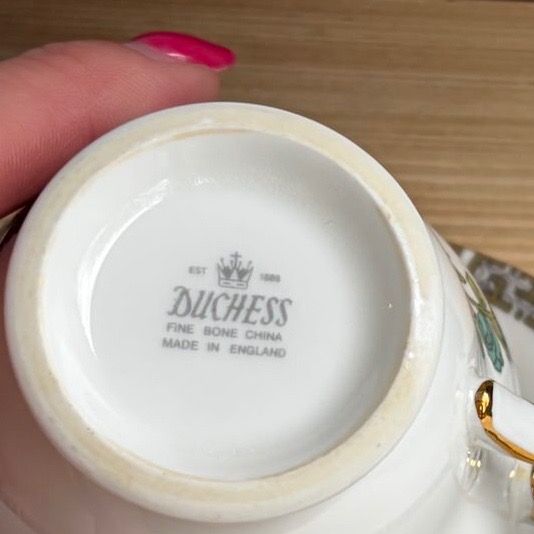 EST 1888
DUCHESS
FINE BONE CHINA
MADE IN ENGLAND